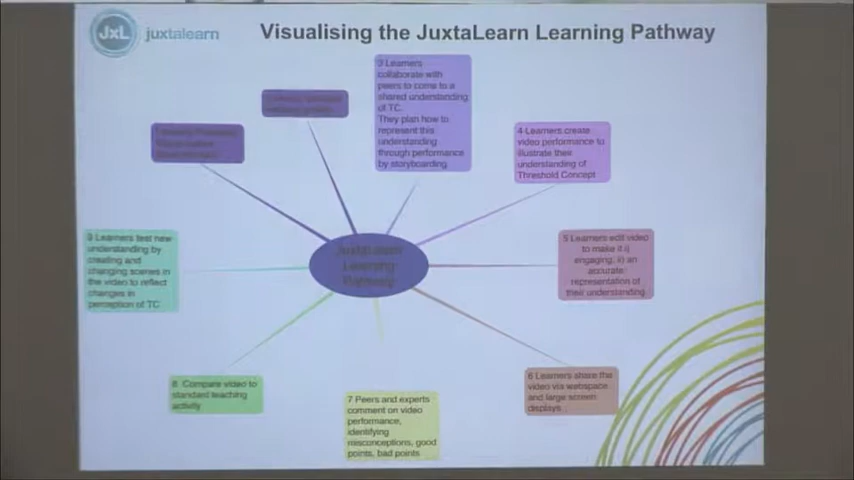 JxL juxtalearn
Visualising the JuxtaLearn Learning Pathway
3 Learners
collaborate with
peers to come to a
shared understanding
of TC.
They plan how to
represent this
understanding
through performance
by storyboarding
4 Learners create
video performance to
illustrate their
understanding of
Threshold Concept
5 Learners edit video
to make it i)
engaging, ii) an
accurate
representation of
their understanding
6 Learners share the
video via webspace
and large screen
displays
7 Peers and experts
comment on video
performance,
identifying
misconceptions, good
points, bad points
8 Compare video to
standard teaching
activity
9 Learners test new
understanding by
creating and
changing scenes in
the video to reflect
changes in
perception of TC
JuxtaLearn
Learning
Pathway